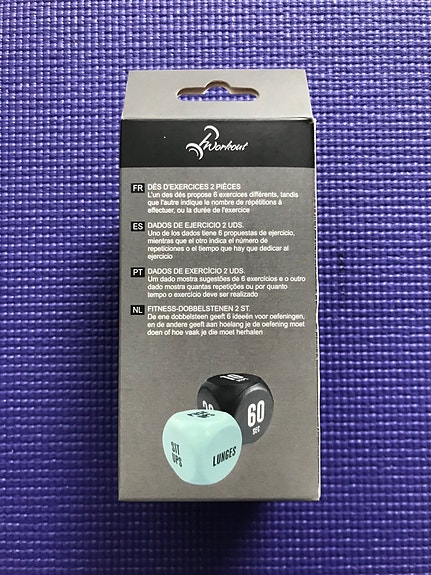 Workout
FR DÉS D'EXERCICES 2 PIÈCES
L'un des dés propose 6 exercices différents, tandis
que l'autre indique le nombre de répétitions à
effectuer, ou la durée de l'exercice
ES DADOS DE EJERCICIO 2 UDS.
Uno de los dados tiene 6 propuestas de ejercicio,
mientras que el otro indica el número de
repeticiones o el tiempo que hay que dedicar al
ejercicio
PT DADOS DE EXERCÍCIO 2 UDS.
Um dado mostra sugestões de 6 exercícios e o outro
dado mostra quantas repetições ou por quanto
tempo o exercício deve ser realizado
NL FITNESS-DOBBELSTENEN 2 ST.
De ene dobbelsteen geeft 6 ideeën voor oefeningen,
en de andere geeft aan hoelang je de oefening moet
doen of hoe vaak je die moet herhalen
60
SEC
SIT
UPS
LUNGES